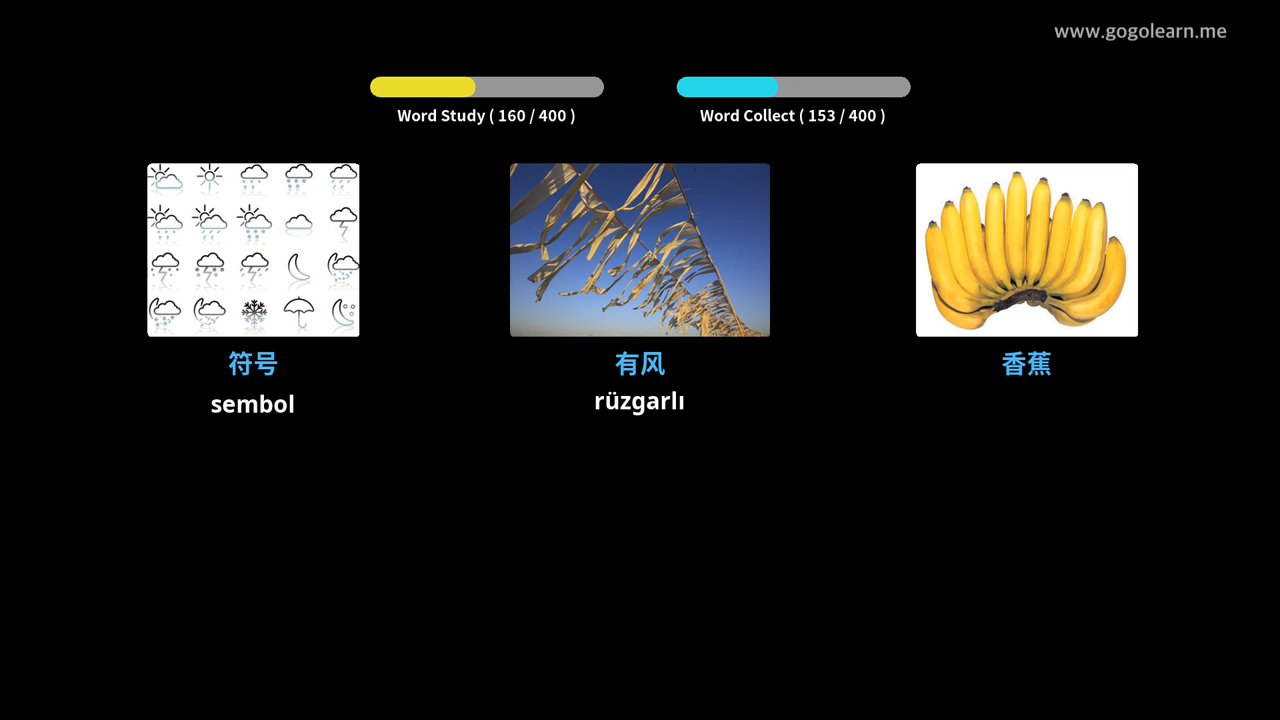 www.gogolearn.me
Word Study ( 160 / 400 )
Word Collect ( 153 / 400 )
符号
有风
香蕉
sembol
rüzgarlı